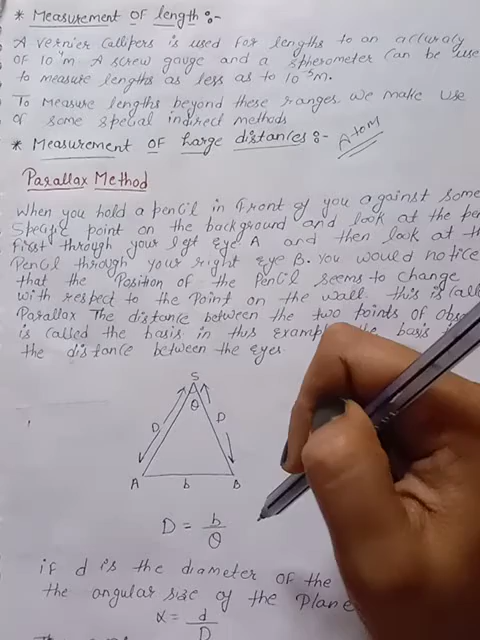 * Measurement of length:-
A Vernier Callipers is used for lengths to an accuracy
of 10 m. A screw gauge and a spherometer can be use
to measure lengths as less as to 10⁻⁵m.
To measure lengths beyond these ranges we make use
of some special indirect methods
* Measurement of Large distances:-
Atom
Parallax Method
When you hold a pencil in front of you against some
Specific point on the background and look at the pen
first through your left Eye A and then look at th
Pencil through your right eye B. You would notice
that the Position of the Pencil seems to change
with respect to the Point on the wall. this is call
Parallax The distance between the two points of obse
is called the basis in this example the basis
the distance between the Eyes.
S
θ
D D
A b B
D = b/θ
if d is the diameter of the
the angular size of the Plane
α = d/D